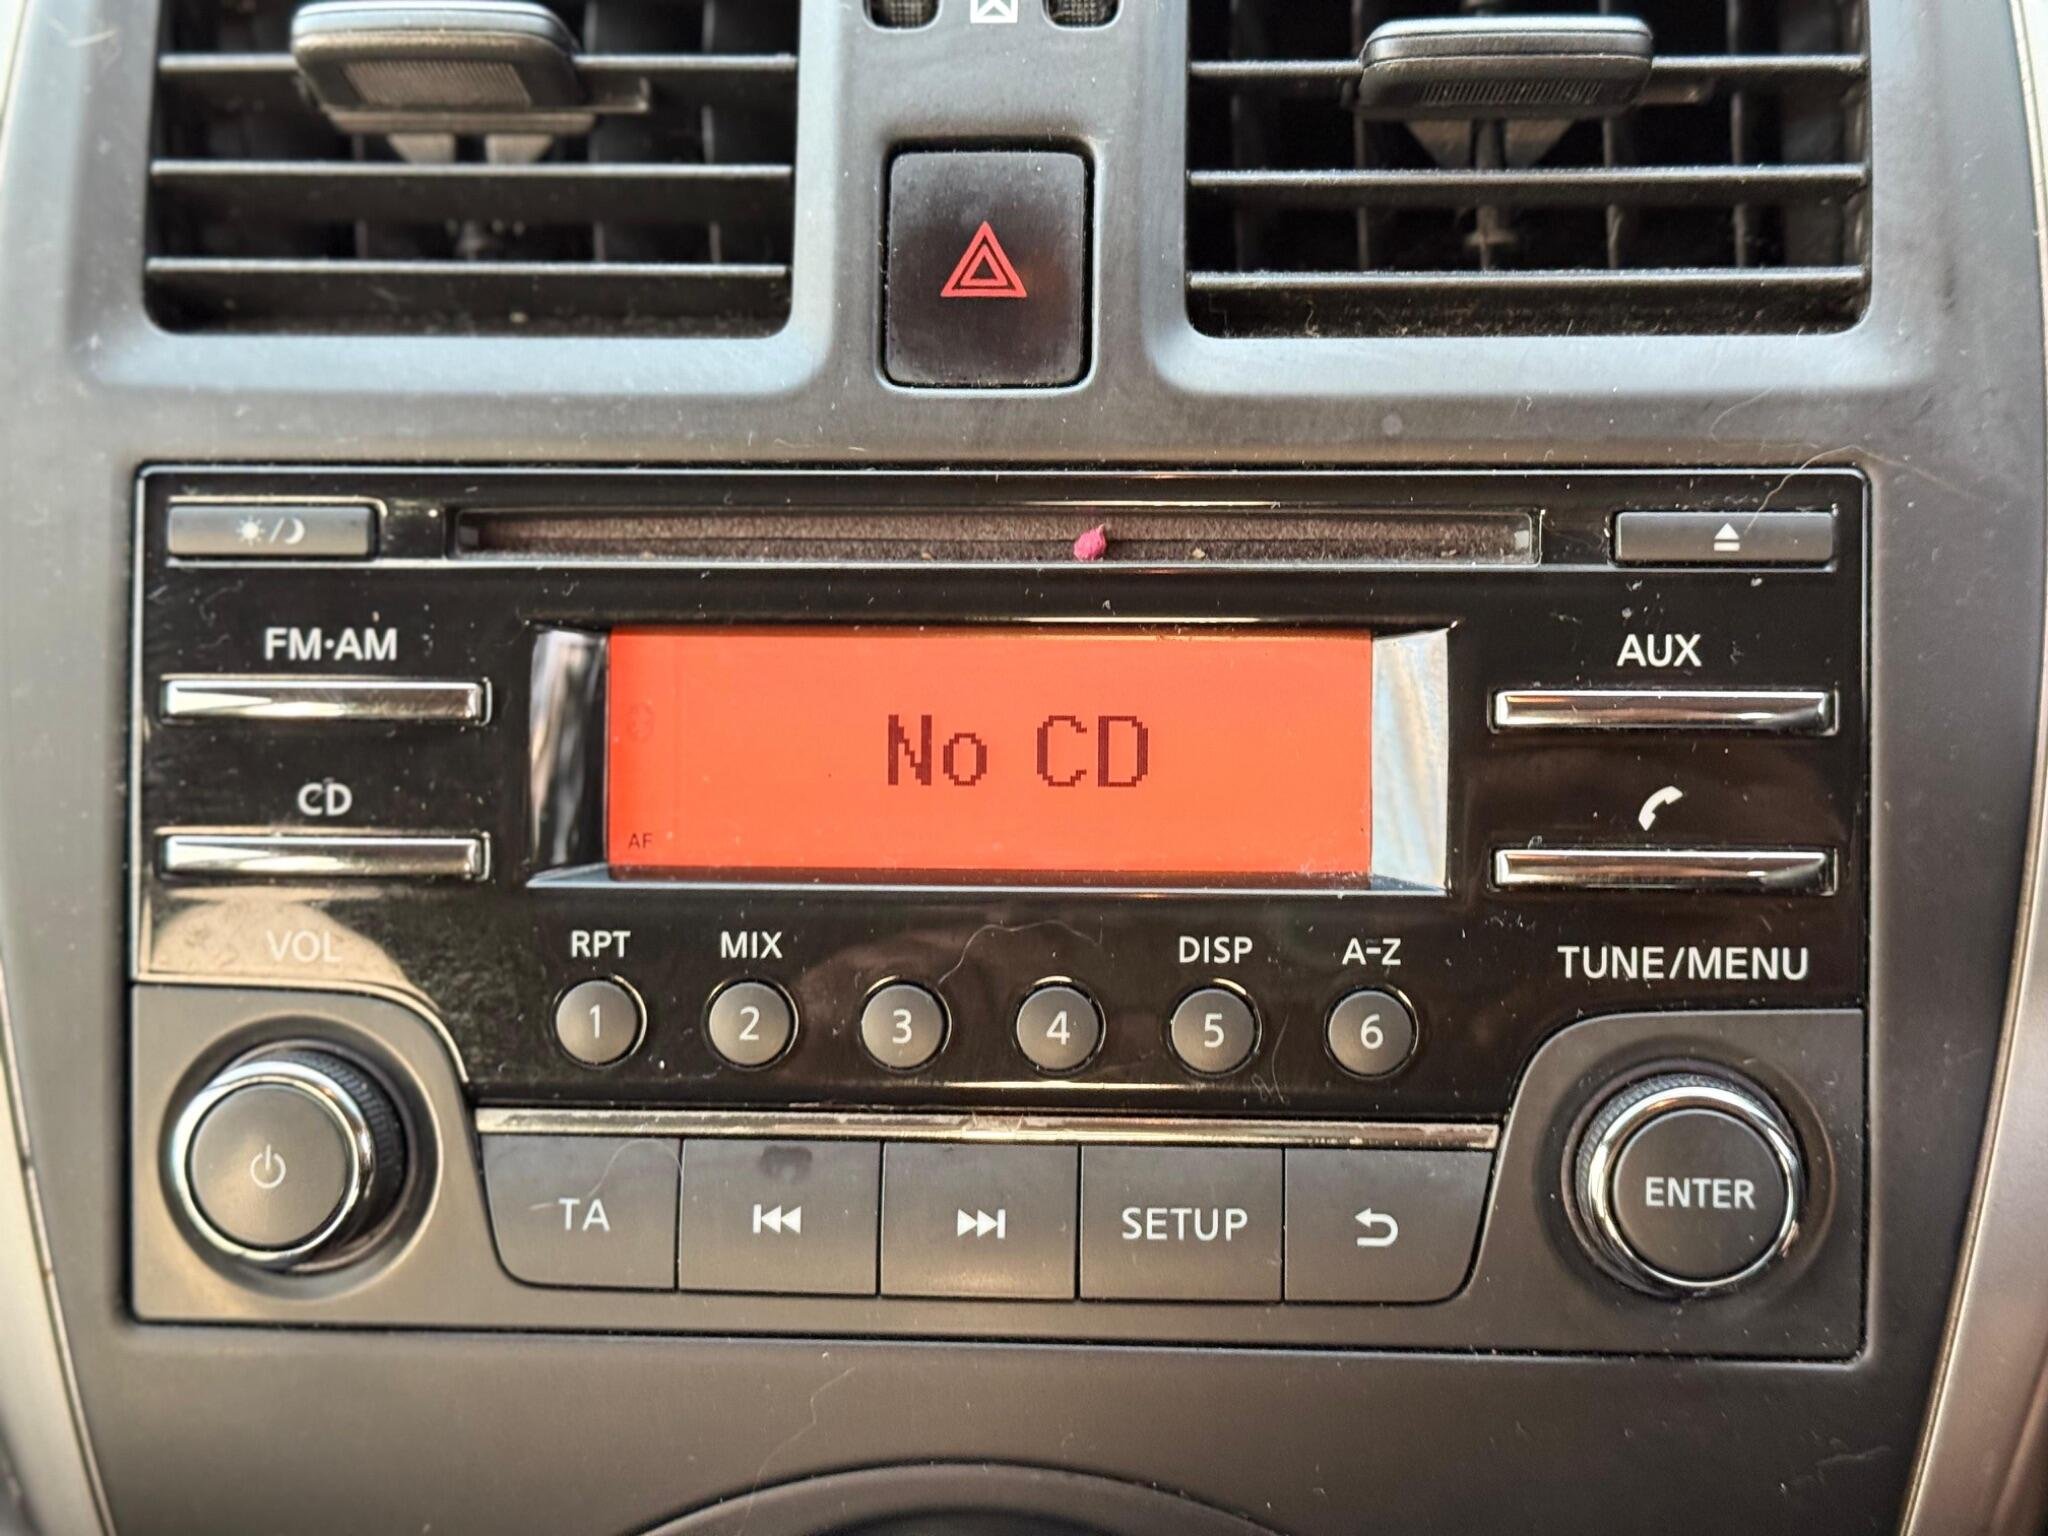 FM·AM
AUX
No CD
CD
AF
VOL
RPT
MIX
DISP
A-Z
TUNE/MENU
1
2
3
4
5
6
TA
SETUP
ENTER